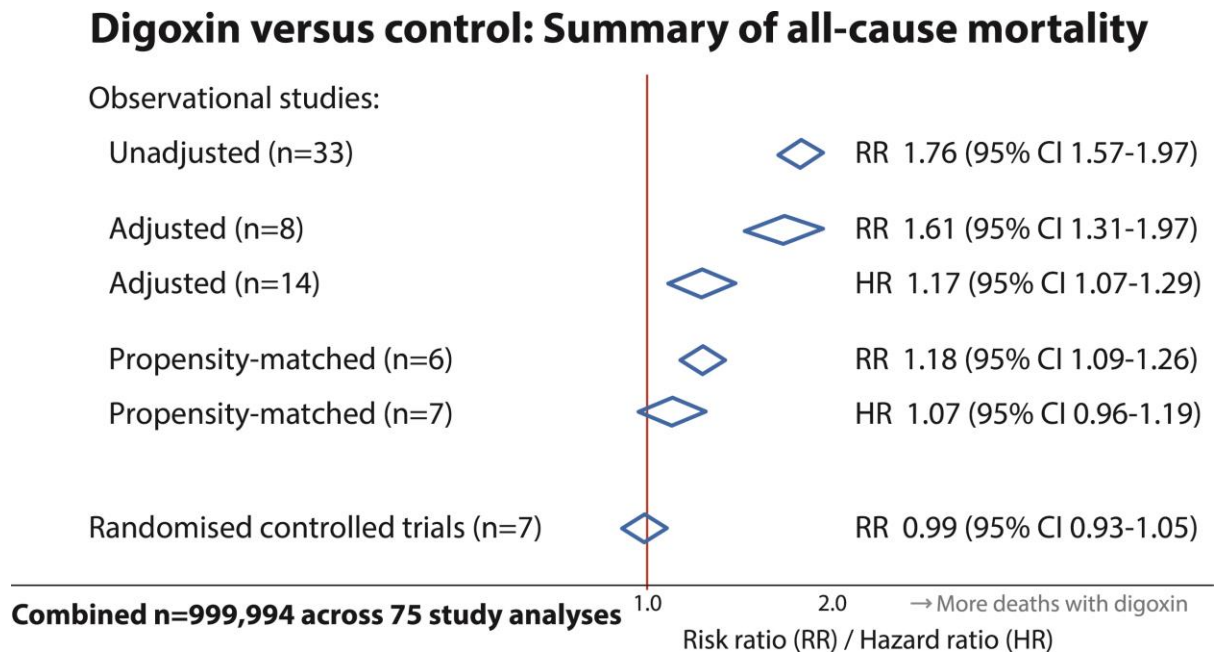 Digoxin versus control: Summary of all-cause mortality
Observational studies:
Unadjusted (n=33) RR 1.76 (95% CI 1.57-1.97)
Adjusted (n=8) RR 1.61 (95% CI 1.31-1.97)
Adjusted (n=14) HR 1.17 (95% CI 1.07-1.29)
Propensity-matched (n=6) RR 1.18 (95% CI 1.09-1.26)
Propensity-matched (n=7) HR 1.07 (95% CI 0.96-1.19)
Randomised controlled trials (n=7) RR 0.99 (95% CI 0.93-1.05)
Combined n=999,994 across 75 study analyses 1.0 2.0 → More deaths with digoxin
Risk ratio (RR) / Hazard ratio (HR)